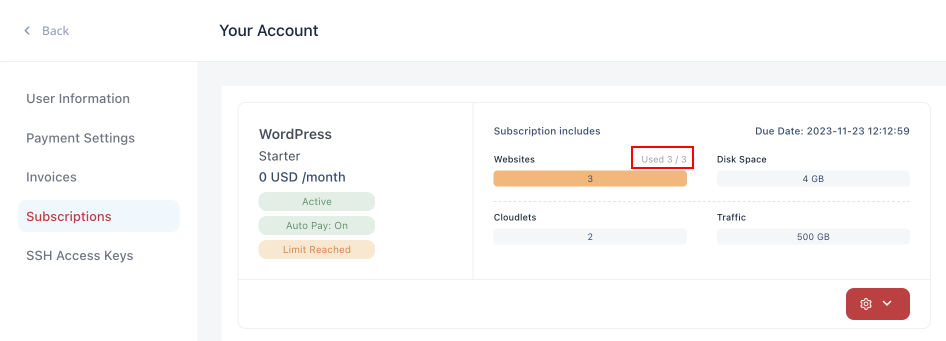 Back
Your Account
User Information
Payment Settings
Invoices
Subscriptions
SSH Access Keys
WordPress
Starter
0 USD /month
Active
Auto Pay: On
Limit Reached
Subscription includes
Due Date: 2023-11-23 12:12:59
Websites
Used 3 / 3
3
Disk Space
4 GB
Cloudlets
2
Traffic
500 GB